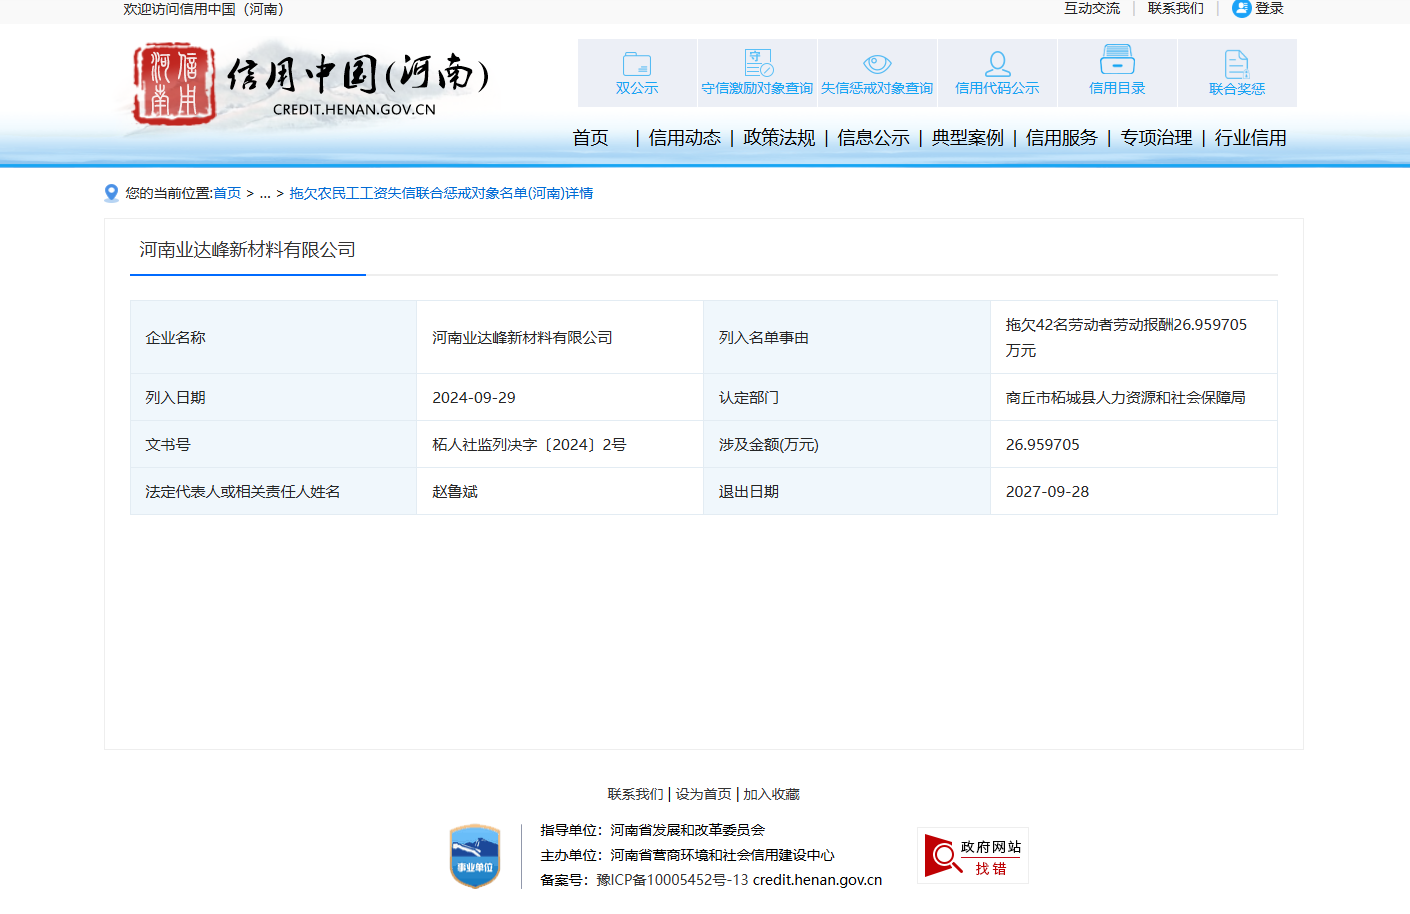 欢迎访问信用中国（河南）
互动交流 | 联系我们 | 登录
河南 信用
信用中国(河南)
CREDIT.HENAN.GOV.CN
双公示
守信激励对象查询
失信惩戒对象查询
信用代码公示
信用目录
联合奖惩
首页 | 信用动态 | 政策法规 | 信息公示 | 典型案例 | 信用服务 | 专项治理 | 行业信用
您的当前位置:首页 > ... > 拖欠农民工工资失信联合惩戒对象名单(河南)详情
河南业达峰新材料有限公司
企业名称 河南业达峰新材料有限公司 列入名单事由 拖欠42名劳动者劳动报酬26.959705
万元
列入日期 2024-09-29 认定部门 商丘市柘城县人力资源和社会保障局
文书号 柘人社监列决字〔2024〕2号 涉及金额(万元) 26.959705
法定代表人或相关责任人姓名 赵鲁斌 退出日期 2027-09-28
联系我们 | 设为首页 | 加入收藏
事业单位
指导单位：河南省发展和改革委员会
主办单位：河南省营商环境和社会信用建设中心
备案号：豫ICP备10005452号-13 credit.henan.gov.cn
政府网站
找错